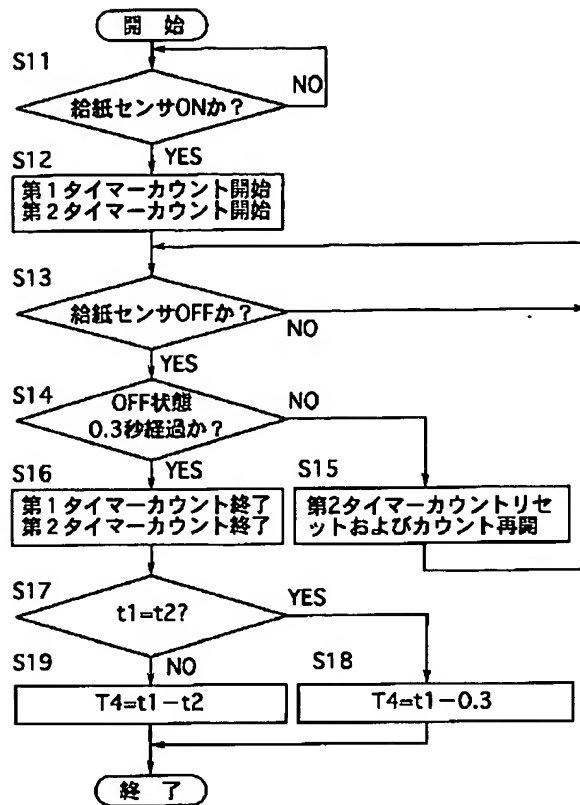 開 始
S11
NO
給紙センサONか？
YES
S12
第１タイマーカウント開始
第２タイマーカウント開始
S13
給紙センサOFFか？
NO
YES
S14
OFF状態
0.3秒経過か？
NO
YES
S16
第１タイマーカウント終了
第２タイマーカウント終了
S15
第2タイマーカウントリセ
ットおよびカウント再開
S17
t1=t2?
YES
NO
S19
T4=t1−t2
S18
T4=t1−0.3
終 了